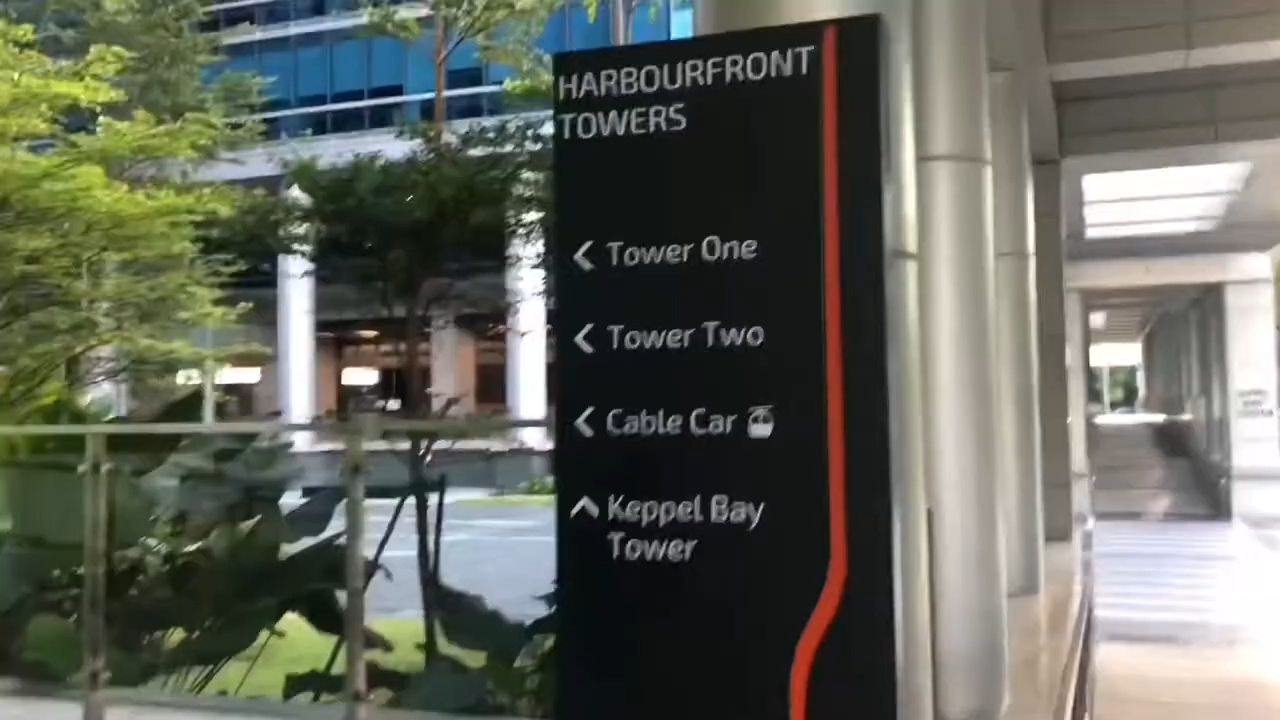 HARBOURFRONT
TOWERS
Tower One
Tower Two
Cable Car
Keppel Bay
Tower